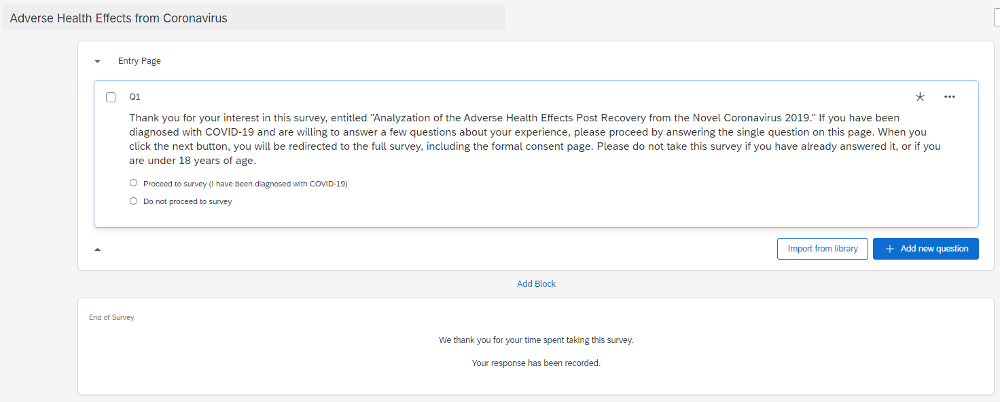 Adverse Health Effects from Coronavirus
Entry Page
Q1
Thank you for your interest in this survey, entitled "Analyzation of the Adverse Health Effects Post Recovery from the Novel Coronavirus 2019." If you have been
diagnosed with COVID-19 and are willing to answer a few questions about your experience, please proceed by answering the single question on this page. When you
click the next button, you will be redirected to the full survey, including the formal consent page. Please do not take this survey if you have already answered it, or if you
are under 18 years of age.
Proceed to survey (I have been diagnosed with COVID-19)
Do not proceed to survey
Import from library
Add new question
Add Block
End of Survey
We thank you for your time spent taking this survey.
Your response has been recorded.